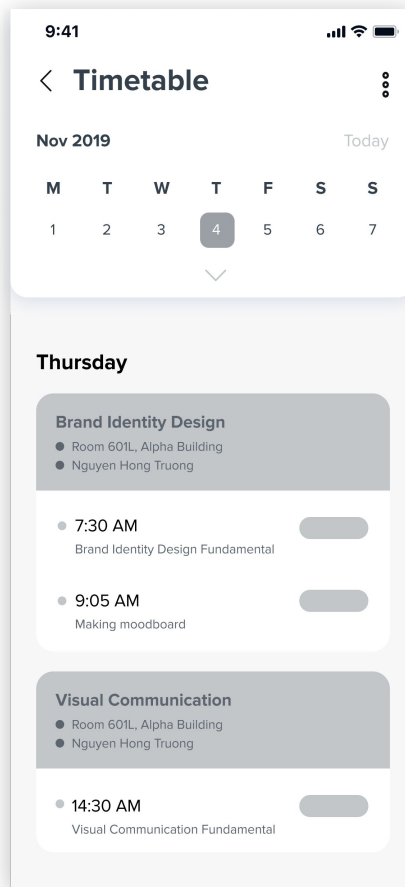 9:41
Timetable
Nov 2019 Today
M T W T F S S
1 2 3 4 5 6 7
Thursday
Brand Identity Design
Room 601L, Alpha Building
Nguyen Hong Truong
7:30 AM
Brand Identity Design Fundamental
9:05 AM
Making moodboard
Visual Communication
Room 601L, Alpha Building
Nguyen Hong Truong
14:30 AM
Visual Communication Fundamental